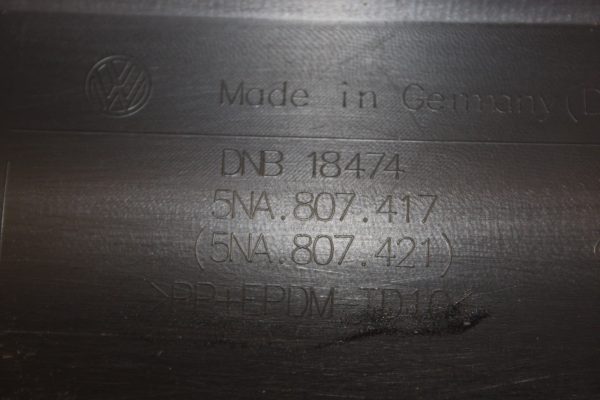 Made in Germany (D
DNB 18474
5NA.807.417
(5NA.807.421)
>PP+EPDM-TD10<